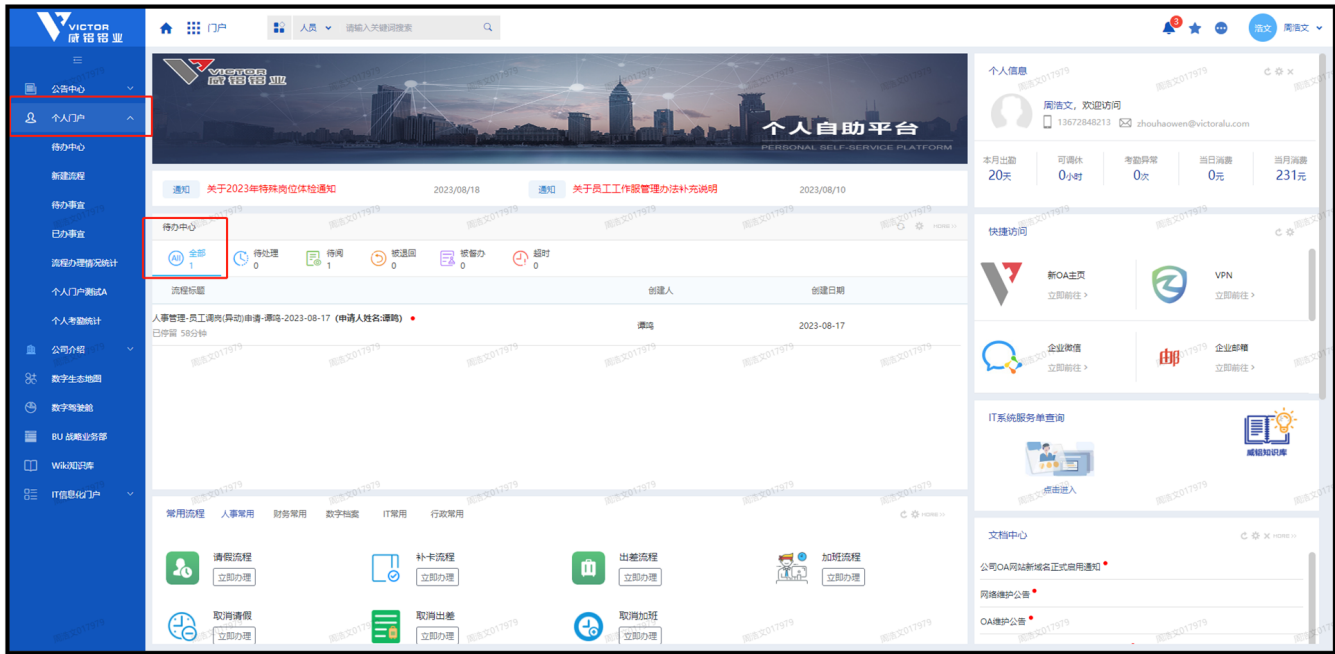 VICTOR
威铝铝业
门户
人员
请输入关键词搜索
3
浩文
周浩文
公告中心
个人门户
待办中心
新建流程
待办事宜
已办事宜
流程办理情况统计
个人门户测试A
个人考勤统计
公司介绍
数字生态地图
数字驾驶舱
BU 战略业务部
Wiki知识库
IT信息化门户
VICTOR
威铝铝业
个人自助平台
PERSONAL SELF-SERVICE PLATFORM
通知 关于2023年特殊岗位体检通知 2023/08/18
通知 关于员工工作服管理办法补充说明 2023/08/10
待办中心
HOME >>
All 全部 1
待处理 0
待阅 1
被退回 0
被督办 0
超时 0
流程标题 创建人 创建日期
人事管理-员工调岗(异动)申请-谭鸣-2023-08-17 (申请人姓名:谭鸣) 谭鸣 2023-08-17
已停留 58分钟
常用流程 人事常用 财务常用 数字档案 IT常用 行政常用
HOME >>
请假流程
立即办理
补卡流程
立即办理
出差流程
立即办理
加班流程
立即办理
取消请假
立即办理
取消出差
立即办理
取消加班
立即办理
个人信息
周浩文，欢迎访问
13672848213 zhouhaowen@victoralu.com
本月出勤 可调休 考勤异常 当日消费 当月消费
20天 0小时 0次 0元 231元
快捷访问
新OA主页
立即前往 >
VPN
立即前往 >
企业微信
立即前往 >
邮
企业邮箱
立即前往 >
IT系统服务单查询
点击进入
威铝知识库
文档中心
HOME >>
公司OA网站新域名正式启用通知
网络维护公告
OA维护公告
周浩文017979